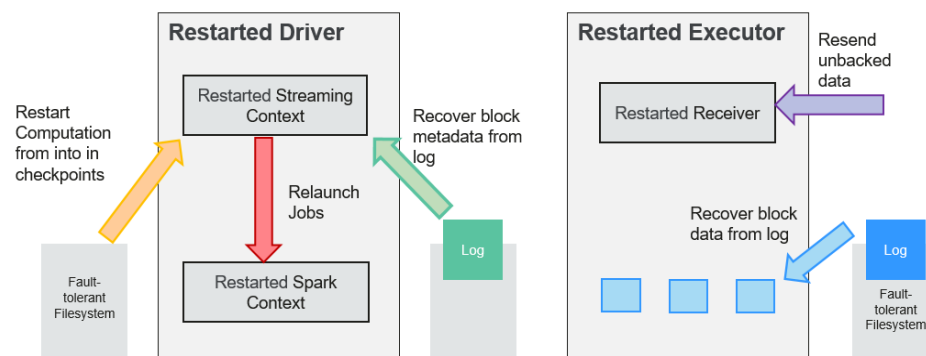 Restarted Driver
Restarted Streaming
Context
Restart
Computation
from into in
checkpoints
Recover block
metadata from
log
Relaunch
Jobs
Log
Fault-
tolerant
Filesystem
Restarted Spark
Context
Restarted Executor
Resend
unbacked
data
Restarted Receiver
Recover block
data from log
Log
Fault-
tolerant
Filesystem